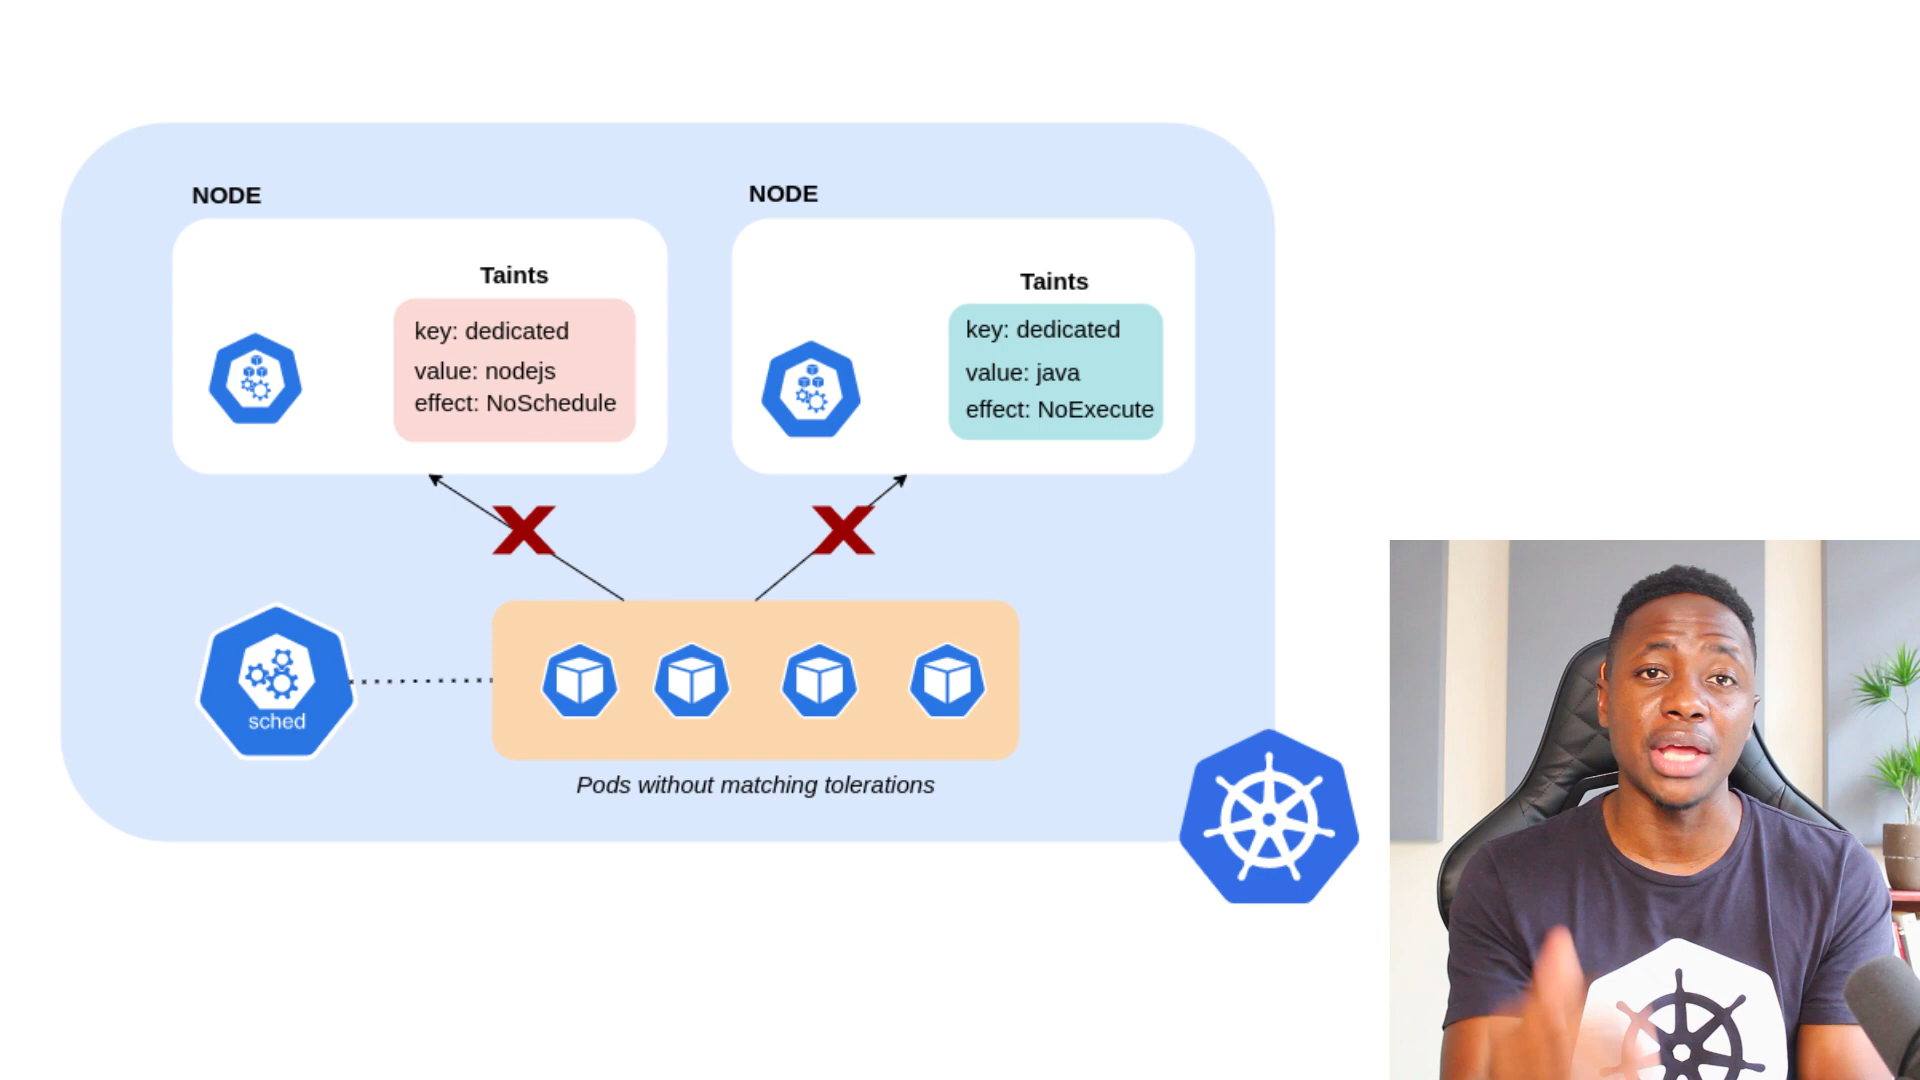 NODE
Taints
key: dedicated
value: nodejs
effect: NoSchedule
NODE
Taints
key: dedicated
value: java
effect: NoExecute
sched
Pods without matching tolerations